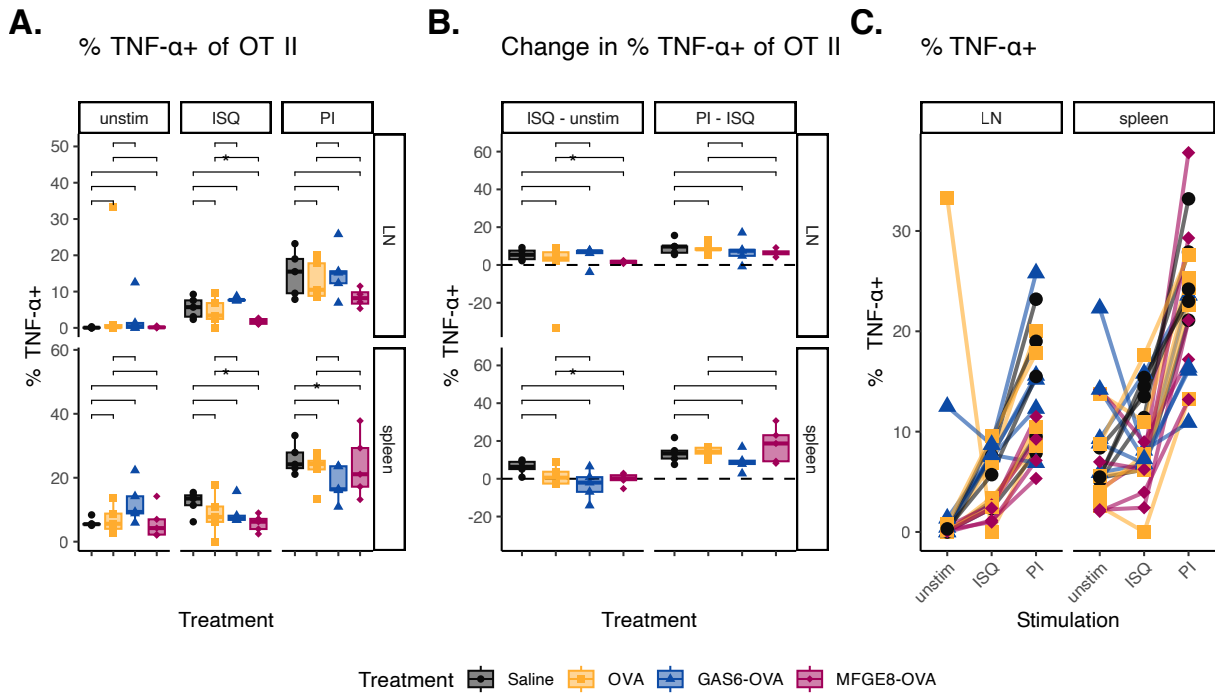 A.
% TNF-α+ of OT II
unstim
ISQ
PI
50
40
30
20
10
0
LN
*
60
40
20
0
spleen
*
*
% TNF-α+
Treatment
B.
Change in % TNF-α+ of OT II
ISQ - unstim
PI - ISQ
60
40
20
0
-20
LN
*
60
40
20
0
-20
spleen
*
% TNF-α+
Treatment
C.
% TNF-α+
LN
spleen
30
20
10
0
% TNF-α+
unstim
ISQ
PI
unstim
ISQ
PI
Stimulation
Treatment
Saline
OVA
GAS6-OVA
MFGE8-OVA